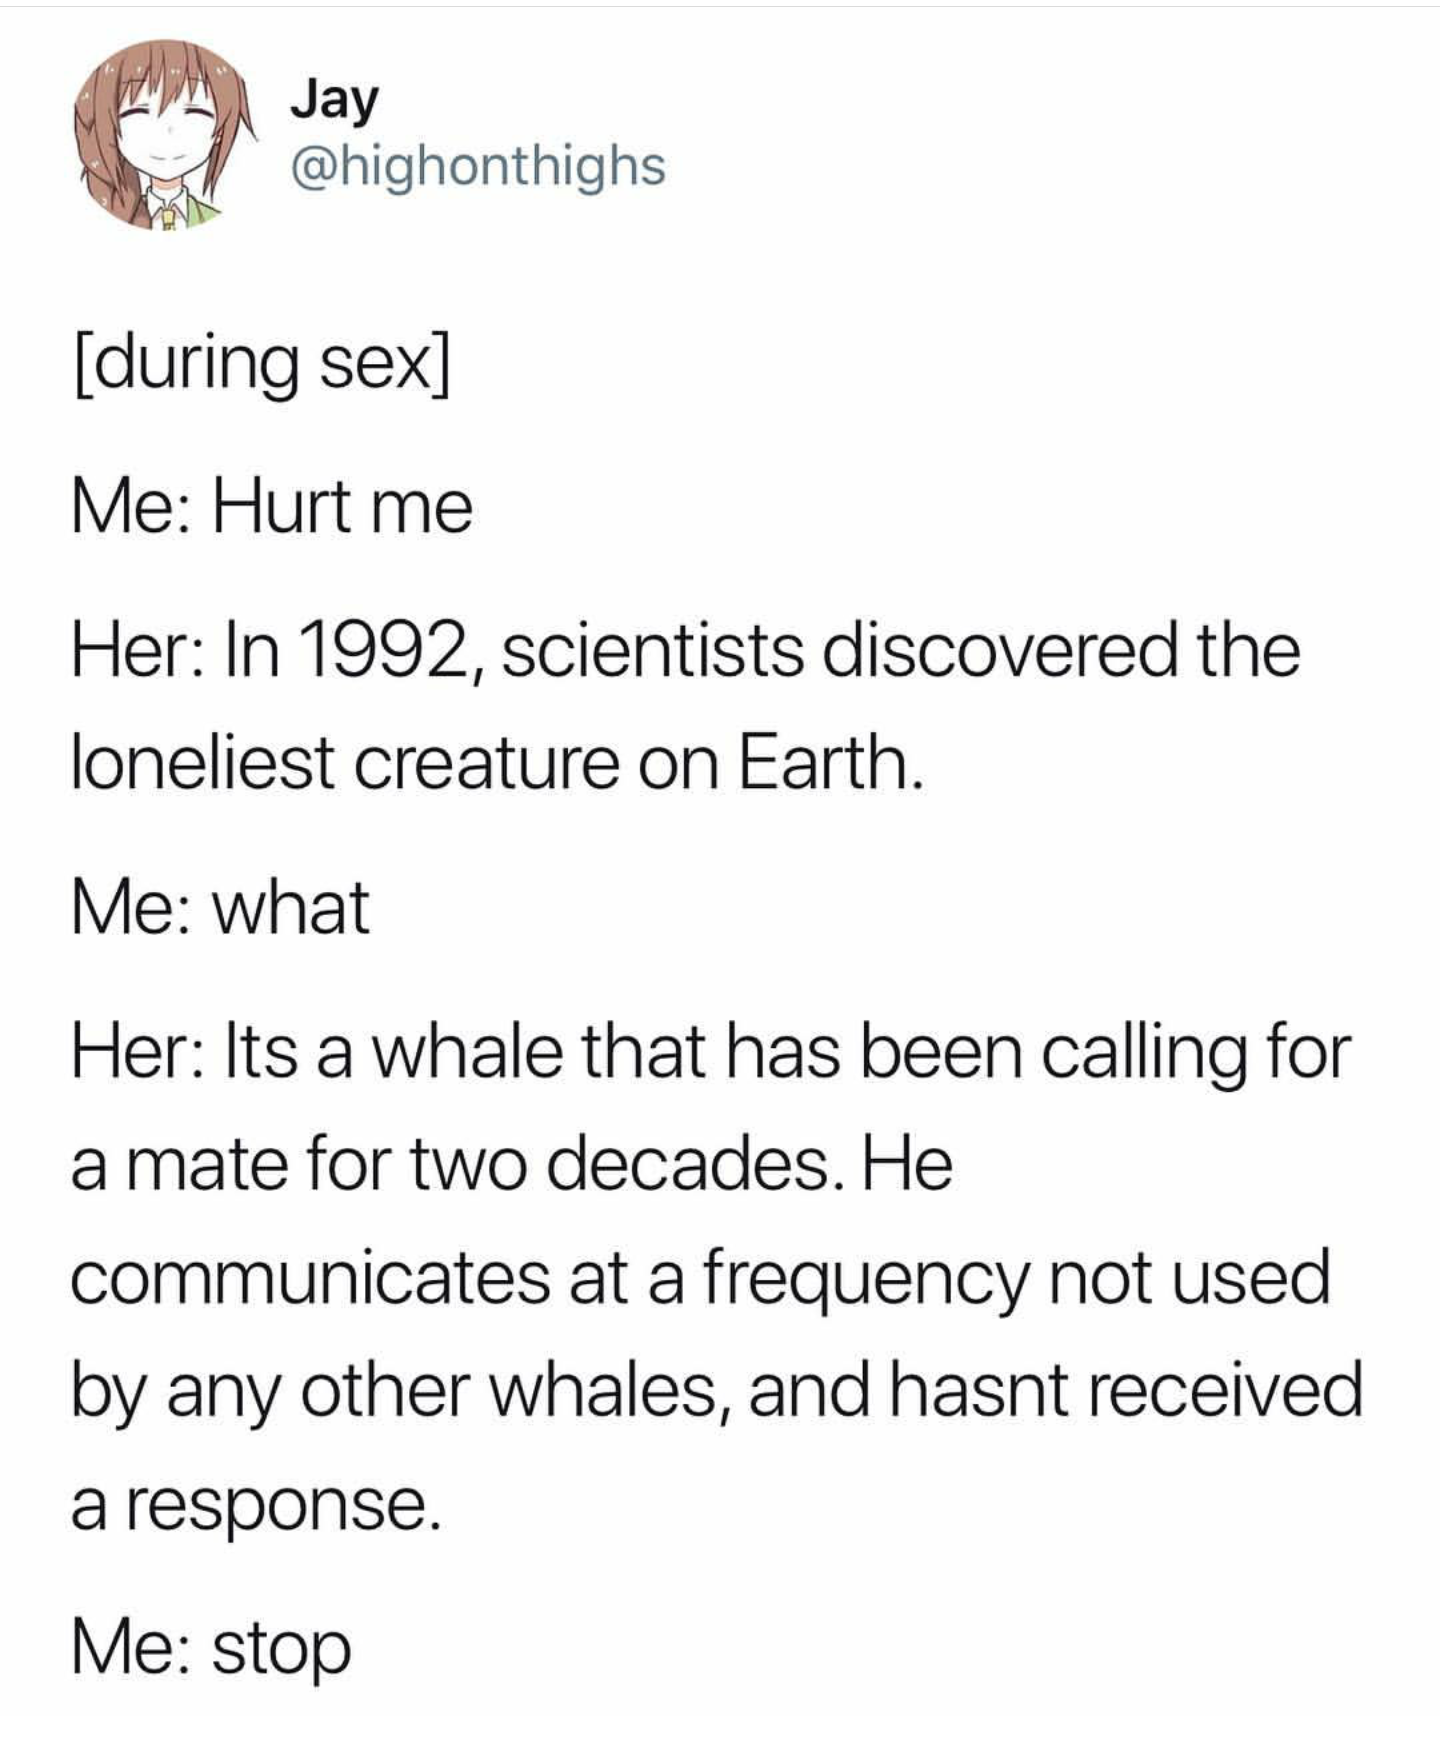 Jay
@highonthighs
[during sex]
Me: Hurt me
Her: In 1992, scientists discovered the
loneliest creature on Earth.
Me: what
Her: Its a whale that has been calling for
a mate for two decades. He
communicates at a frequency not used
by any other whales, and hasnt received
a response.
Me: stop